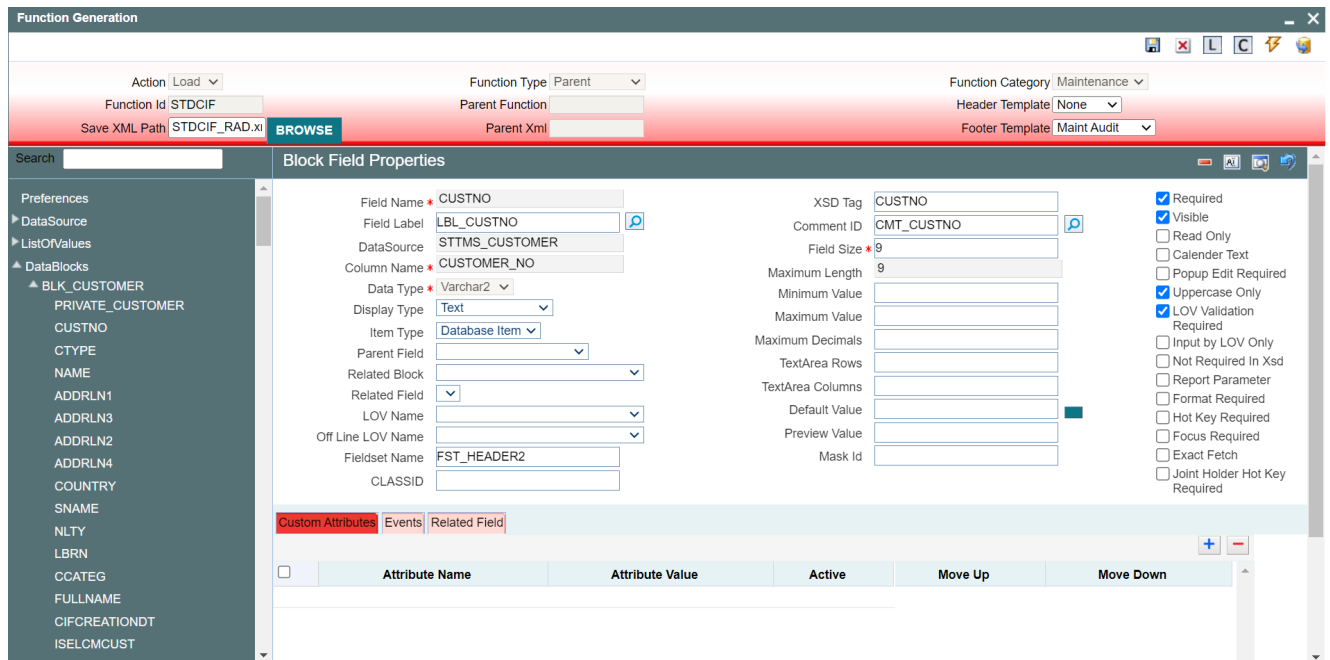 Function Generation
L C
Action Load Function Type Parent Function Category Maintenance
Function Id STDCIF Parent Function Header Template None
Save XML Path STDCIF_RAD.x BROWSE Parent Xml Footer Template Maint Audit
Search
Preferences
DataSource
ListOfValues
DataBlocks
BLK_CUSTOMER
PRIVATE_CUSTOMER
CUSTNO
CTYPE
NAME
ADDRLN1
ADDRLN3
ADDRLN2
ADDRLN4
COUNTRY
SNAME
NLTY
LBRN
CCATEG
FULLNAME
CIFCREATIONDT
ISELCMCUST
Block Field Properties
Field Name * CUSTNO
Field Label LBL_CUSTNO
DataSource STTMS_CUSTOMER
Column Name * CUSTOMER_NO
Data Type * Varchar2
Display Type Text
Item Type Database Item
Parent Field
Related Block
Related Field
LOV Name
Off Line LOV Name
Fieldset Name FST_HEADER2
CLASSID
XSD Tag CUSTNO
Comment ID CMT_CUSTNO
Field Size * 9
Maximum Length 9
Minimum Value
Maximum Value
Maximum Decimals
TextArea Rows
TextArea Columns
Default Value
Preview Value
Mask Id
Required
Visible
Read Only
Calender Text
Popup Edit Required
Uppercase Only
LOV Validation
Required
Input by LOV Only
Not Required In Xsd
Report Parameter
Format Required
Hot Key Required
Focus Required
Exact Fetch
Joint Holder Hot Key
Required
Custom Attributes Events Related Field
Attribute Name Attribute Value Active Move Up Move Down